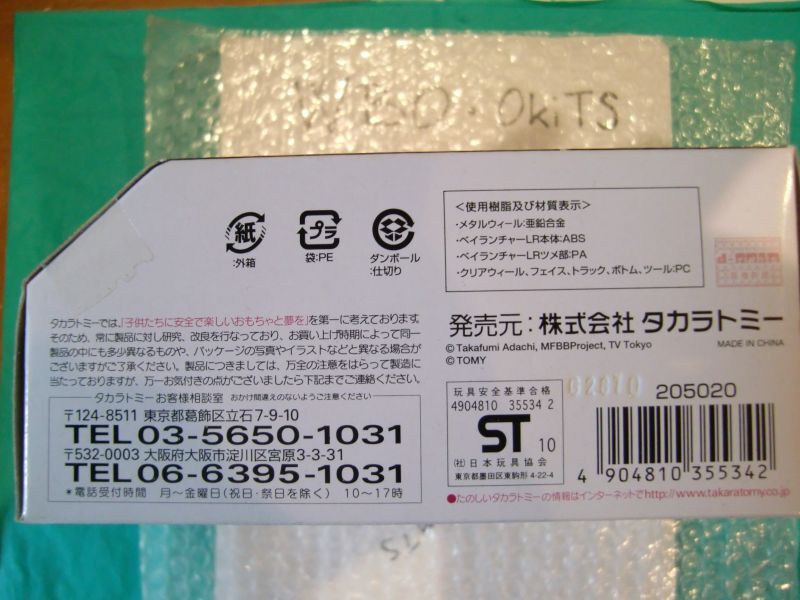 WBO · OkiTS
紙
:外箱
プラ
袋:PE
ダンボール
:仕切り
<使用樹脂及び材質表示>
・メタルウィール:亜鉛合金
・ベイランチャーLR本体:ABS
・ベイランチャーLRツメ部:PA
・クリアウィール、フェイス、トラック、ボトム、ツール:PC
タカラトミーでは、「子供たちに安全で楽しいおもちゃと夢を」を第一に考えております。
そのため、常に製品に対し研究、改良を行なっており、お買い上げ時期によって同一
製品の中にも多少異なるものや、パッケージの写真やイラストなどと異なる場合が
ございますがご了承ください。製品につきましては、万全の注意をはらって製造に
当たっておりますが、万一お気付きの点がございましたら下記までご連絡ください。
タカラトミーお客様相談室 おかけ間違えのないようご注意ください
〒124-8511 東京都葛飾区立石7-9-10
TEL 03-5650-1031
〒532-0003 大阪府大阪市淀川区宮原3-3-31
TEL 06-6395-1031
*電話受付時間 月〜金曜日(祝日・祭日を除く) 10〜17時
発売元:株式会社 タカラトミー
©Takafumi Adachi, MFBBProject, TV Tokyo
MADE IN CHINA
©TOMY
玩具安全基準合格
4904810 35534 2
ST 10
(社)日本玩具協会
東京都墨田区東駒形 4-22-4
205020
4 904810 355342
●たのしいタカラトミーの情報はインターネットでhttp://www.takaratomy.co.jp